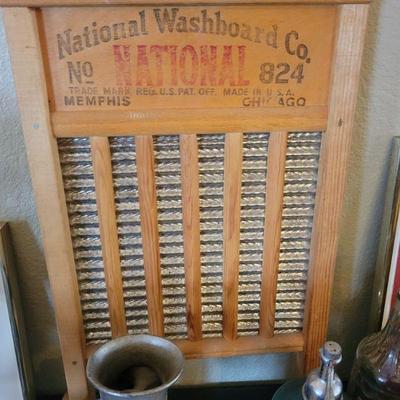 National Washboard Co.
No NATIONAL 824
TRADE MARK REG. U.S. PAT. OFF. MADE IN U.S.A.
MEMPHIS CHICAGO